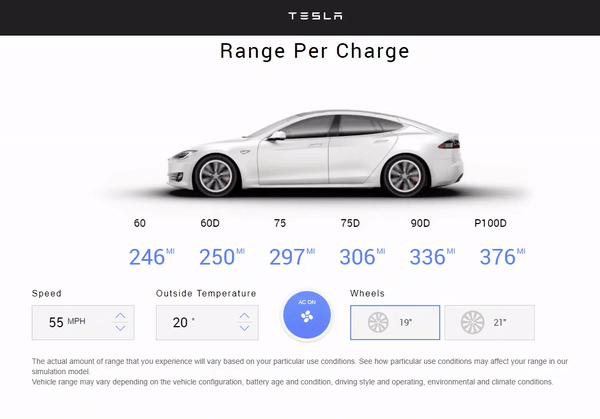 TESLA
Range Per Charge
60 60D 75 75D 90D P100D
246 MI 250 MI 297 MI 306 MI 336 MI 376 MI
Speed Outside Temperature Wheels
AC ON
55 MPH 20 ° 19" 21"
The actual amount of range that you experience will vary based on your particular use conditions. See how particular use conditions may affect your range in our
simulation model.
Vehicle range may vary depending on the vehicle configuration, battery age and condition, driving style and operating, environmental and climate conditions.